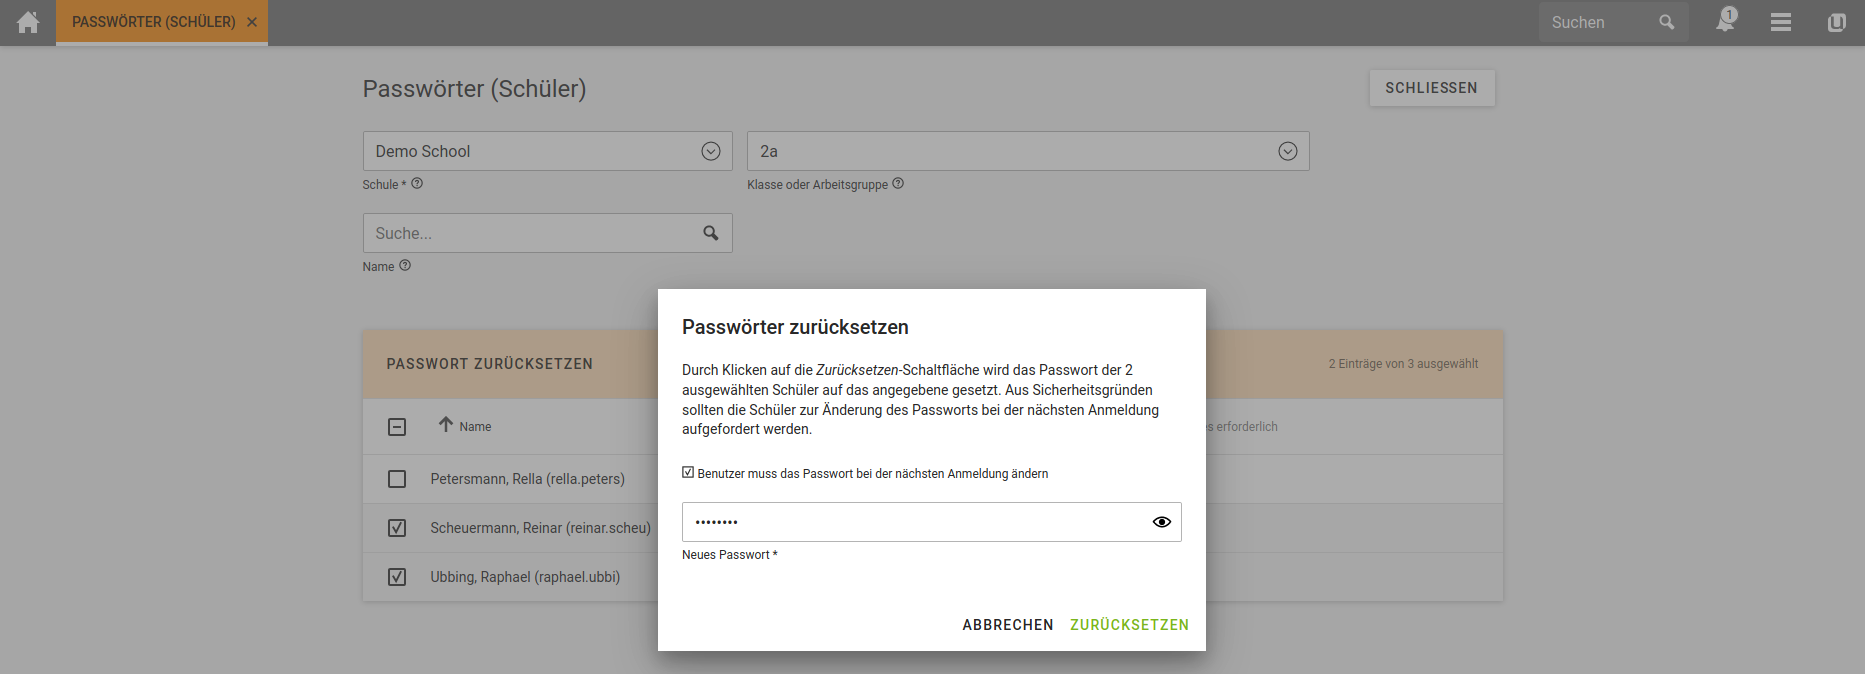 PASSWÖRTER (SCHÜLER)
Suchen
1
Passwörter (Schüler)
SCHLIESSEN
Demo School
2a
Schule *
Klasse oder Arbeitsgruppe
Suche...
Name
Passwörter zurücksetzen
PASSWORT ZURÜCKSETZEN
2 Einträge von 3 ausgewählt
Durch Klicken auf die Zurücksetzen-Schaltfläche wird das Passwort der 2
ausgewählten Schüler auf das angegebene gesetzt. Aus Sicherheitsgründen
sollten die Schüler zur Änderung des Passworts bei der nächsten Anmeldung
aufgefordert werden.
Name
erforderlich
Benutzer muss das Passwort bei der nächsten Anmeldung ändern
Petersmann, Rella (rella.peters)
Scheuermann, Reinar (reinar.scheu)
••••••••
Neues Passwort *
Ubbing, Raphael (raphael.ubbi)
ABBRECHEN
ZURÜCKSETZEN